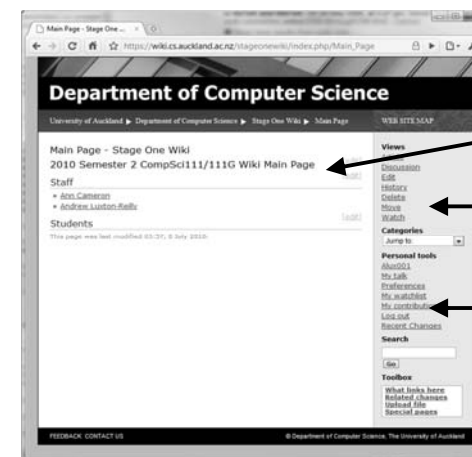 Main Page - Stage One ...
https://wiki.cs.auckland.ac.nz/stageonewiki/index.php/Main_Page
Department of Computer Science
University of Auckland ▶ Department of Computer Science ▶ Stage One Wiki ▶ Main Page
WEB SITE MAP
Main Page - Stage One Wiki
2010 Semester 2 CompSci111/111G Wiki Main Page
[edit]
Staff
• Ann Cameron
• Andrew Luxton-Reilly
[edit]
Students
This page was last modified 03:37, 8 July 2010.
Views
Discussion
Edit
History
Delete
Move
Watch
Categories
Jump to
Personal tools
Alux001
My talk
Preferences
My watchlist
My contributions
Log out
Recent Changes
Search
Go
Toolbox
What links here
Related changes
Upload file
Special pages
FEEDBACK CONTACT US
© Department of Computer Science, The University of Auckland